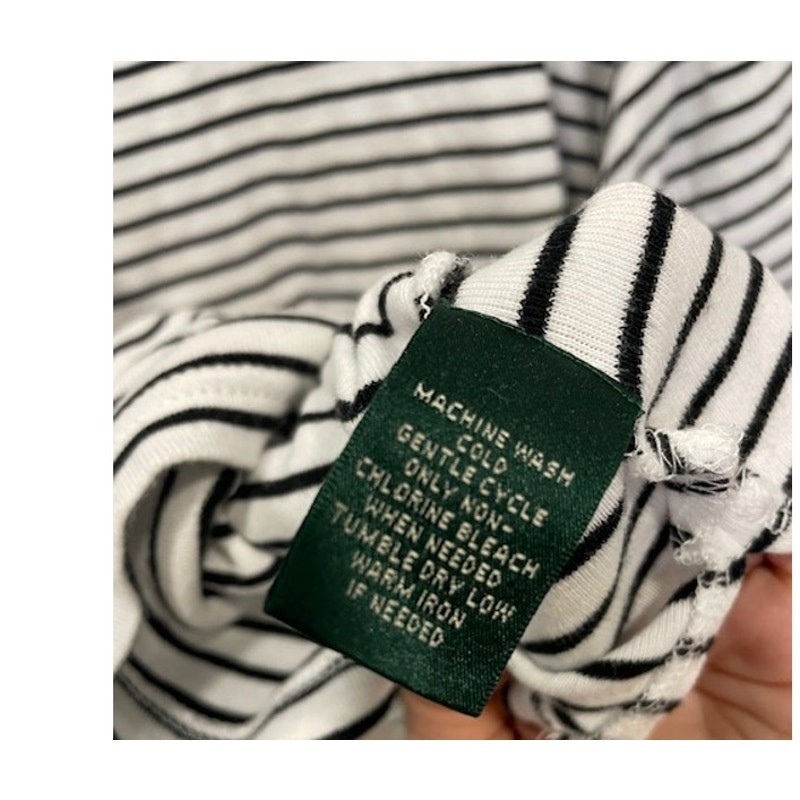 MACHINE WASH
COLD
GENTLE CYCLE
ONLY NON-
CHLORINE BLEACH
WHEN NEEDED
TUMBLE DRY LOW
WARM IRON
IF NEEDED